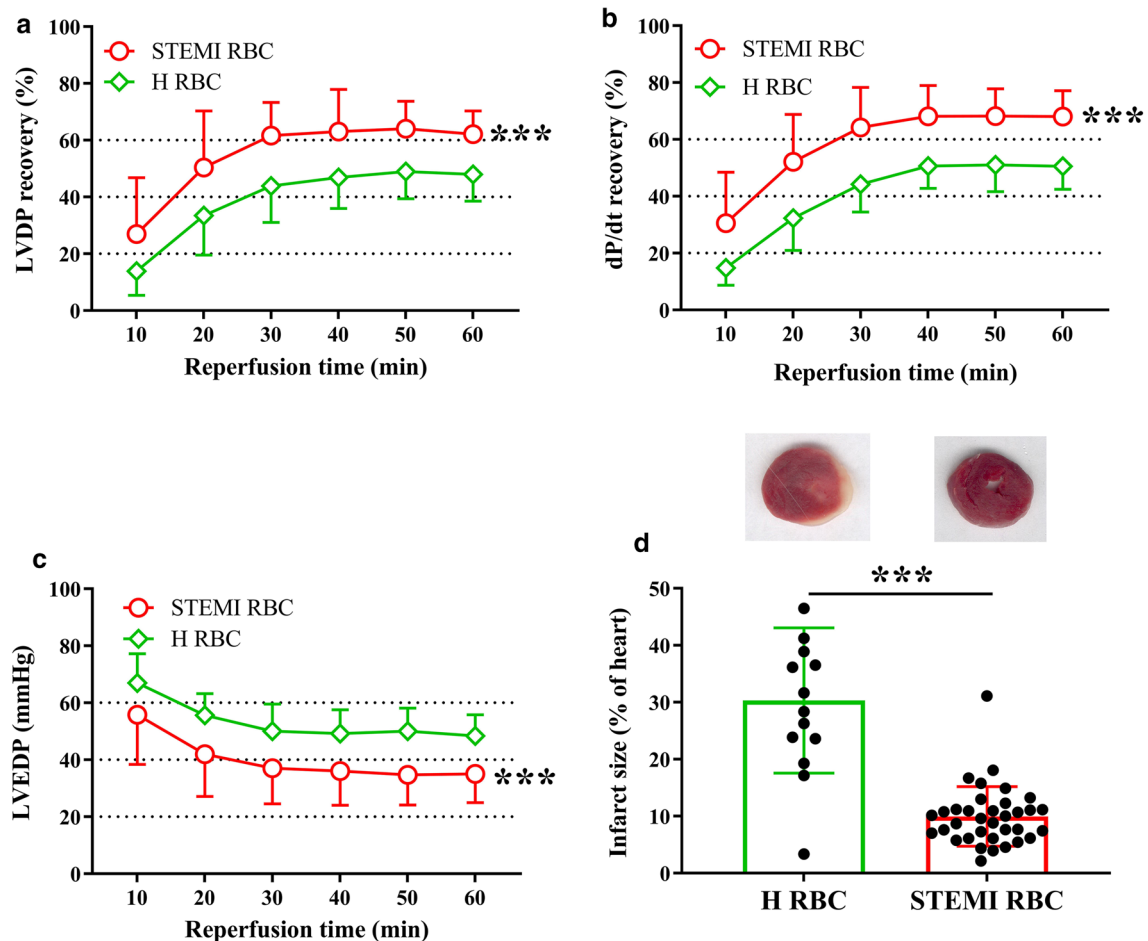 a
LVDP recovery (%)
100
80
60
40
20
0
STEMI RBC
H RBC
***
10 20 30 40 50 60
Reperfusion time (min)
b
dP/dt recovery (%)
100
80
60
40
20
0
STEMI RBC
H RBC
***
10 20 30 40 50 60
Reperfusion time (min)
c
LVEDP (mmHg)
100
80
60
40
20
0
STEMI RBC
H RBC
***
10 20 30 40 50 60
Reperfusion time (min)
d
Infarct size (% of heart)
50
40
30
20
10
0
***
H RBC STEMI RBC